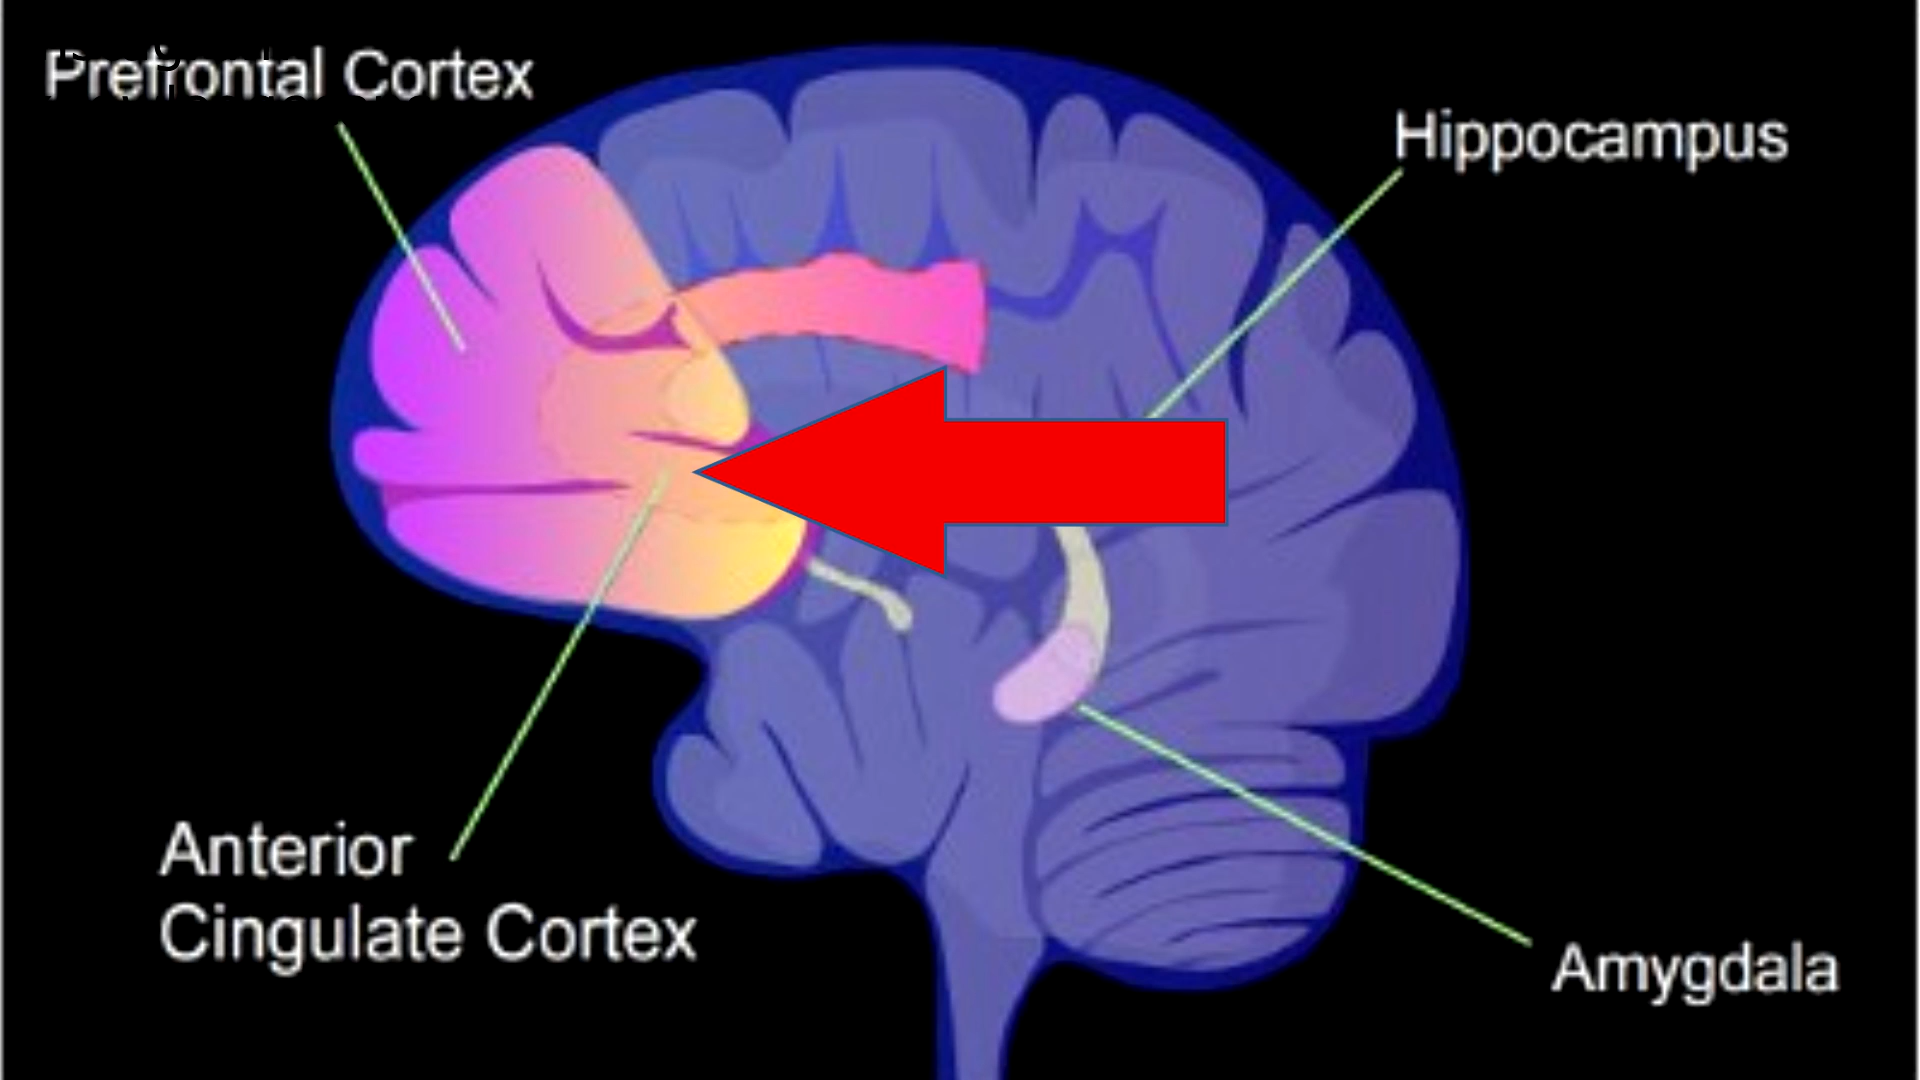 Prefrontal Cortex
Hippocampus
Anterior
Cingulate Cortex
Amygdala